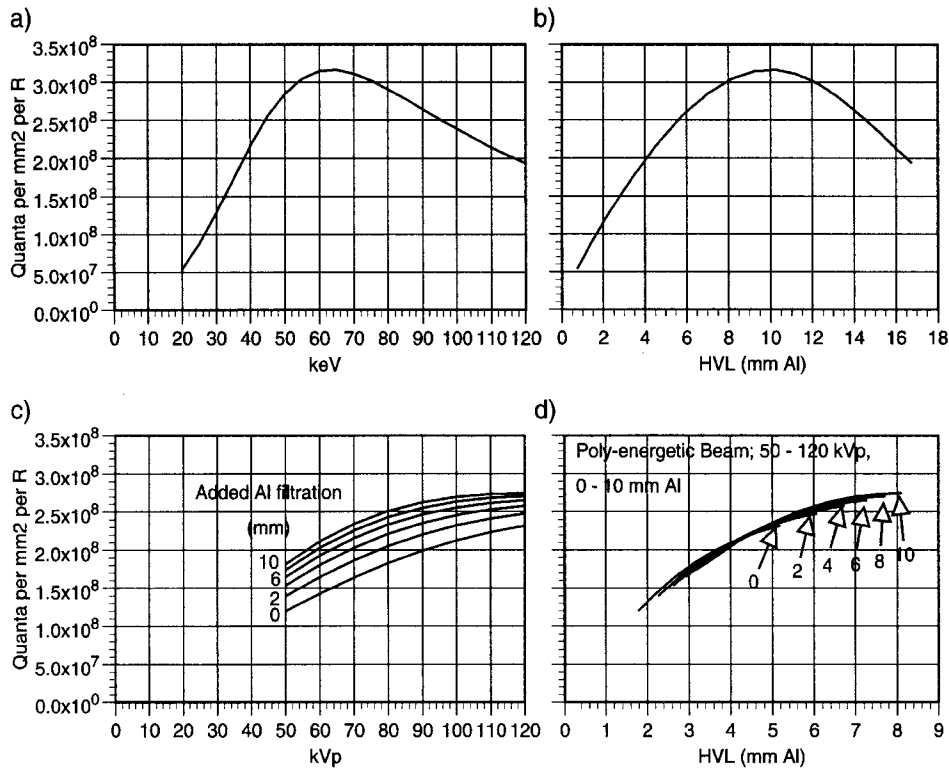 a)
b)
3.5x10⁸
3.0x10⁸
2.5x10⁸
2.0x10⁸
1.5x10⁸
1.0x10⁸
5.0x10⁷
0.0x10⁰
Quanta per mm2 per R
0 10 20 30 40 50 60 70 80 90 100 110 120
keV
0 2 4 6 8 10 12 14 16 18
HVL (mm Al)
c)
d)
3.5x10⁸
3.0x10⁸
2.5x10⁸
2.0x10⁸
1.5x10⁸
1.0x10⁸
5.0x10⁷
0.0x10⁰
Quanta per mm2 per R
Added Al filtration
(mm)
10
6
2
0
0 10 20 30 40 50 60 70 80 90 100 110 120
kVp
Poly-energetic Beam; 50 - 120 kVp,
0 - 10 mm Al
0 2 4 6 8 10
0 1 2 3 4 5 6 7 8 9
HVL (mm Al)